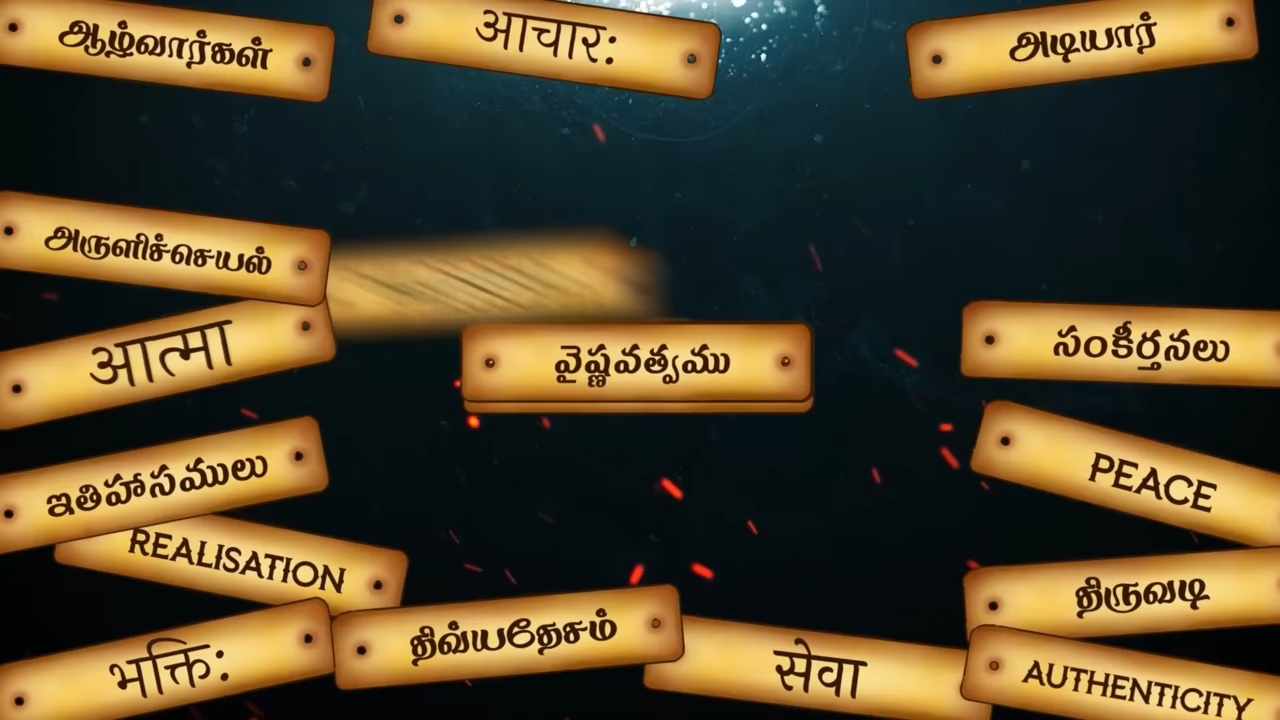 ஆழ்வார்கள்
आचार:
அடியார்
அருளிச்செயல்
आत्मा
వైష్ణవత్వము
సంకీర్తనలు
ఇతిహాసములు
PEACE
REALISATION
திருவடி
भक्ति:
திவ்யதேசம்
सेवा
AUTHENTICITY